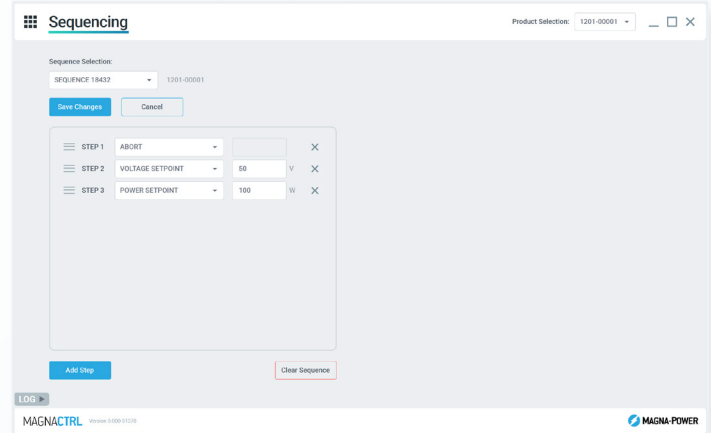 Sequencing
Product Selection: 1201-00001
Sequence Selection:
SEQUENCE 18432 1201-00001
Save Changes Cancel
STEP 1 ABORT
STEP 2 VOLTAGE SETPOINT 50 V
STEP 3 POWER SETPOINT 100 W
Add Step Clear Sequence
LOG
MAGNACTRL
MAGNA-POWER